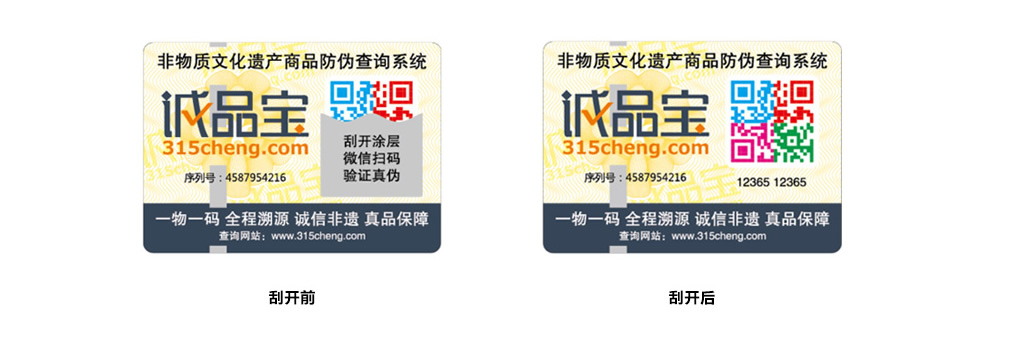 非物质文化遗产商品防伪查询系统
诚品宝
315cheng.com
刮开涂层
微信扫码
验证真伪
序列号：4587954216
一物一码 全程溯源 诚信非遗 真品保障
查询网站：www.315cheng.com
刮开前
非物质文化遗产商品防伪查询系统
诚品宝
315cheng.com
序列号：4587954216
12365 12365
一物一码 全程溯源 诚信非遗 真品保障
查询网站：www.315cheng.com
刮开后